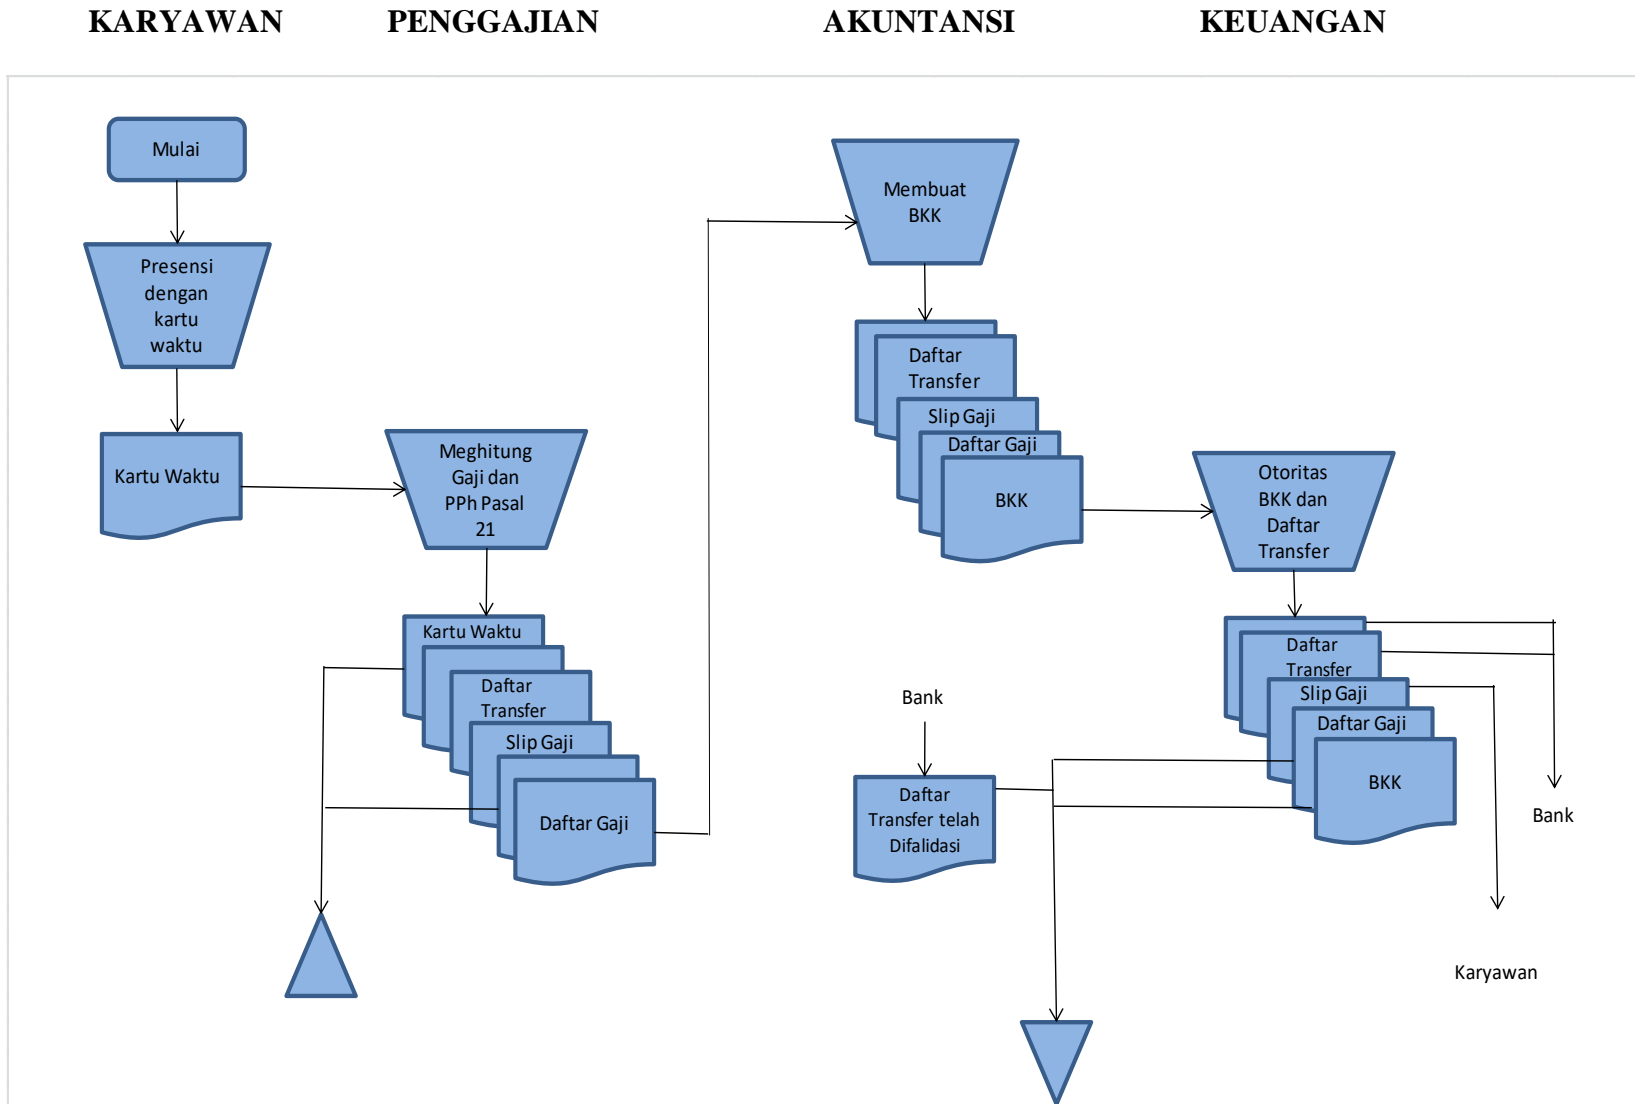 KARYAWAN PENGGAJIAN AKUNTANSI KEUANGAN
Mulai
Presensi
dengan
kartu
waktu
Kartu Waktu
Meghitung
Gaji dan
PPh Pasal
21
Kartu Waktu
Daftar
Transfer
Slip Gaji
Daftar Gaji
Membuat
BKK
Daftar
Transfer
Slip Gaji
Daftar Gaji
BKK
Bank
Daftar
Transfer telah
Difalidasi
Otoritas
BKK dan
Daftar
Transfer
Daftar
Transfer
Slip Gaji
Daftar Gaji
BKK
Bank
Karyawan